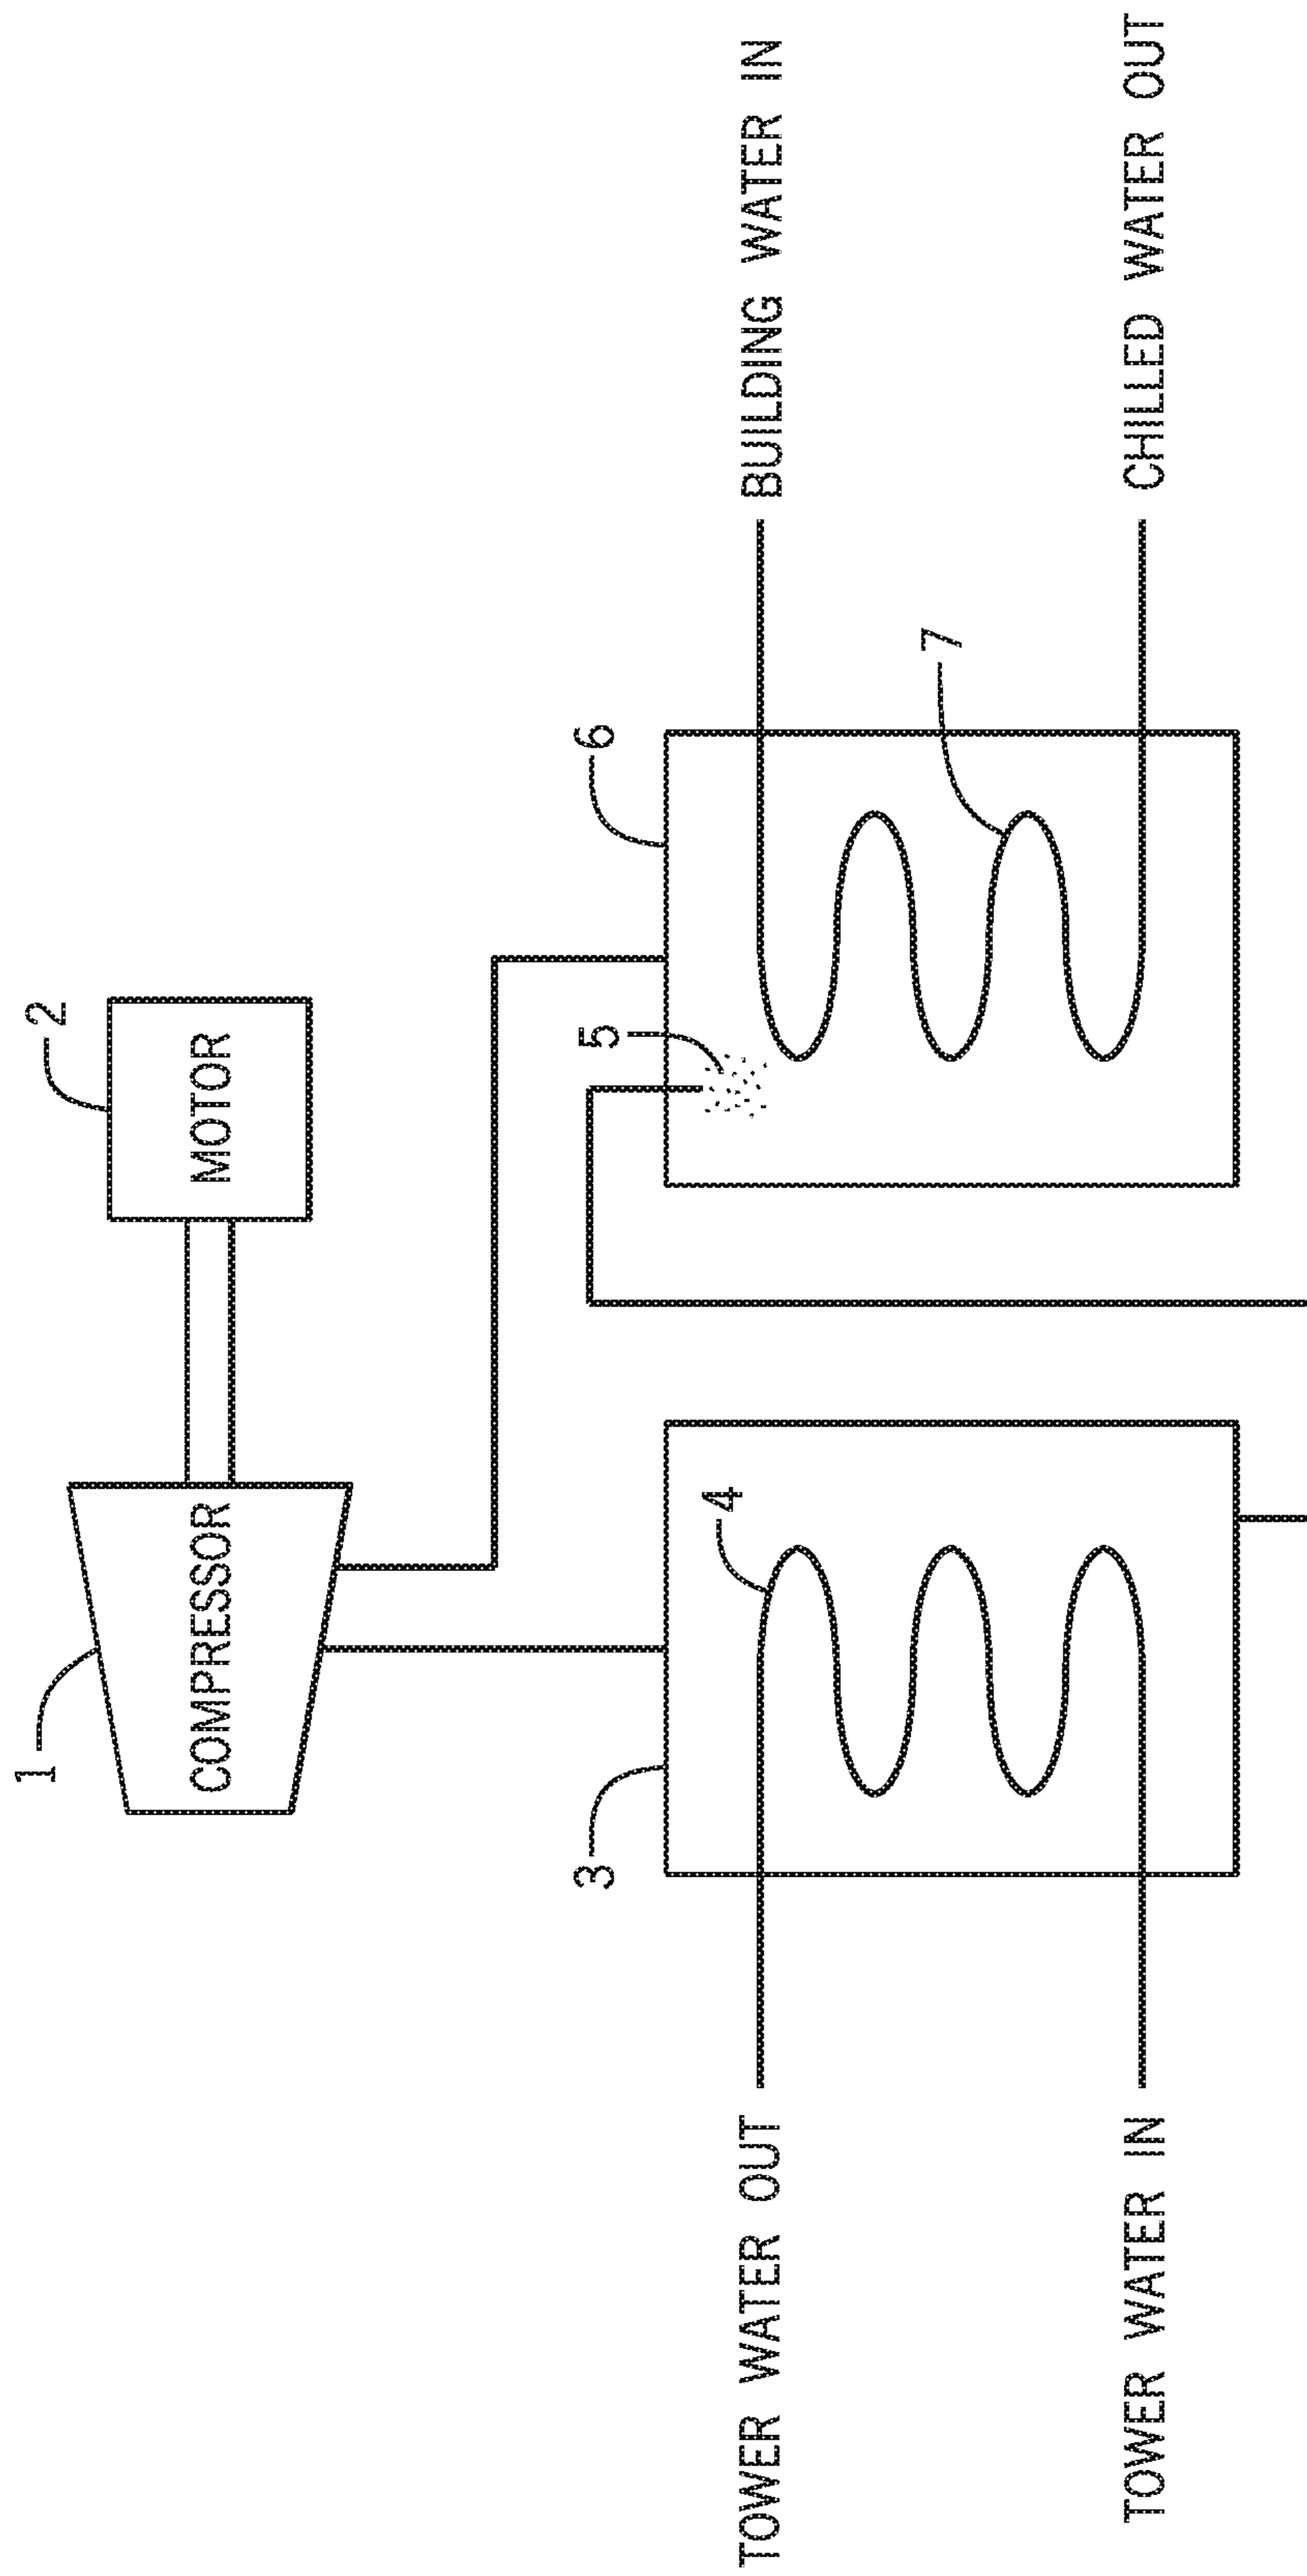 1
COMPRESSOR
2
MOTOR
3
4
5
6
7
TOWER WATER OUT
TOWER WATER IN
BUILDING WATER IN
CHILLED WATER OUT